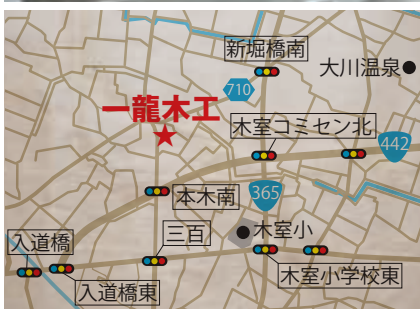 新堀橋南
大川温泉
710
一龍木工
木室コミセン北
442
本木南
365
木室小
入道橋
三百
入道橋東
木室小学校東